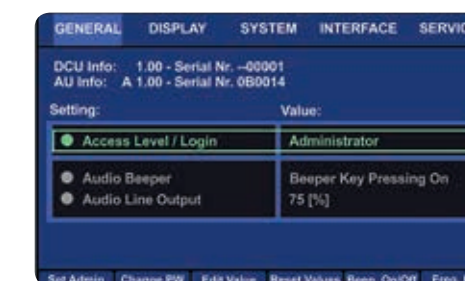 GENERAL DISPLAY SYSTEM INTERFACE SERVIC
DCU Info: 1.00 - Serial Nr. --00001
AU Info: A 1.00 - Serial Nr. 0B0014
Setting: Value:
Access Level / Login Administrator
Audio Beeper Beeper Key Pressing On
Audio Line Output 75 [%]
Set Admin Change PW Edit Value Reset Values Beep. On/Off Freq.